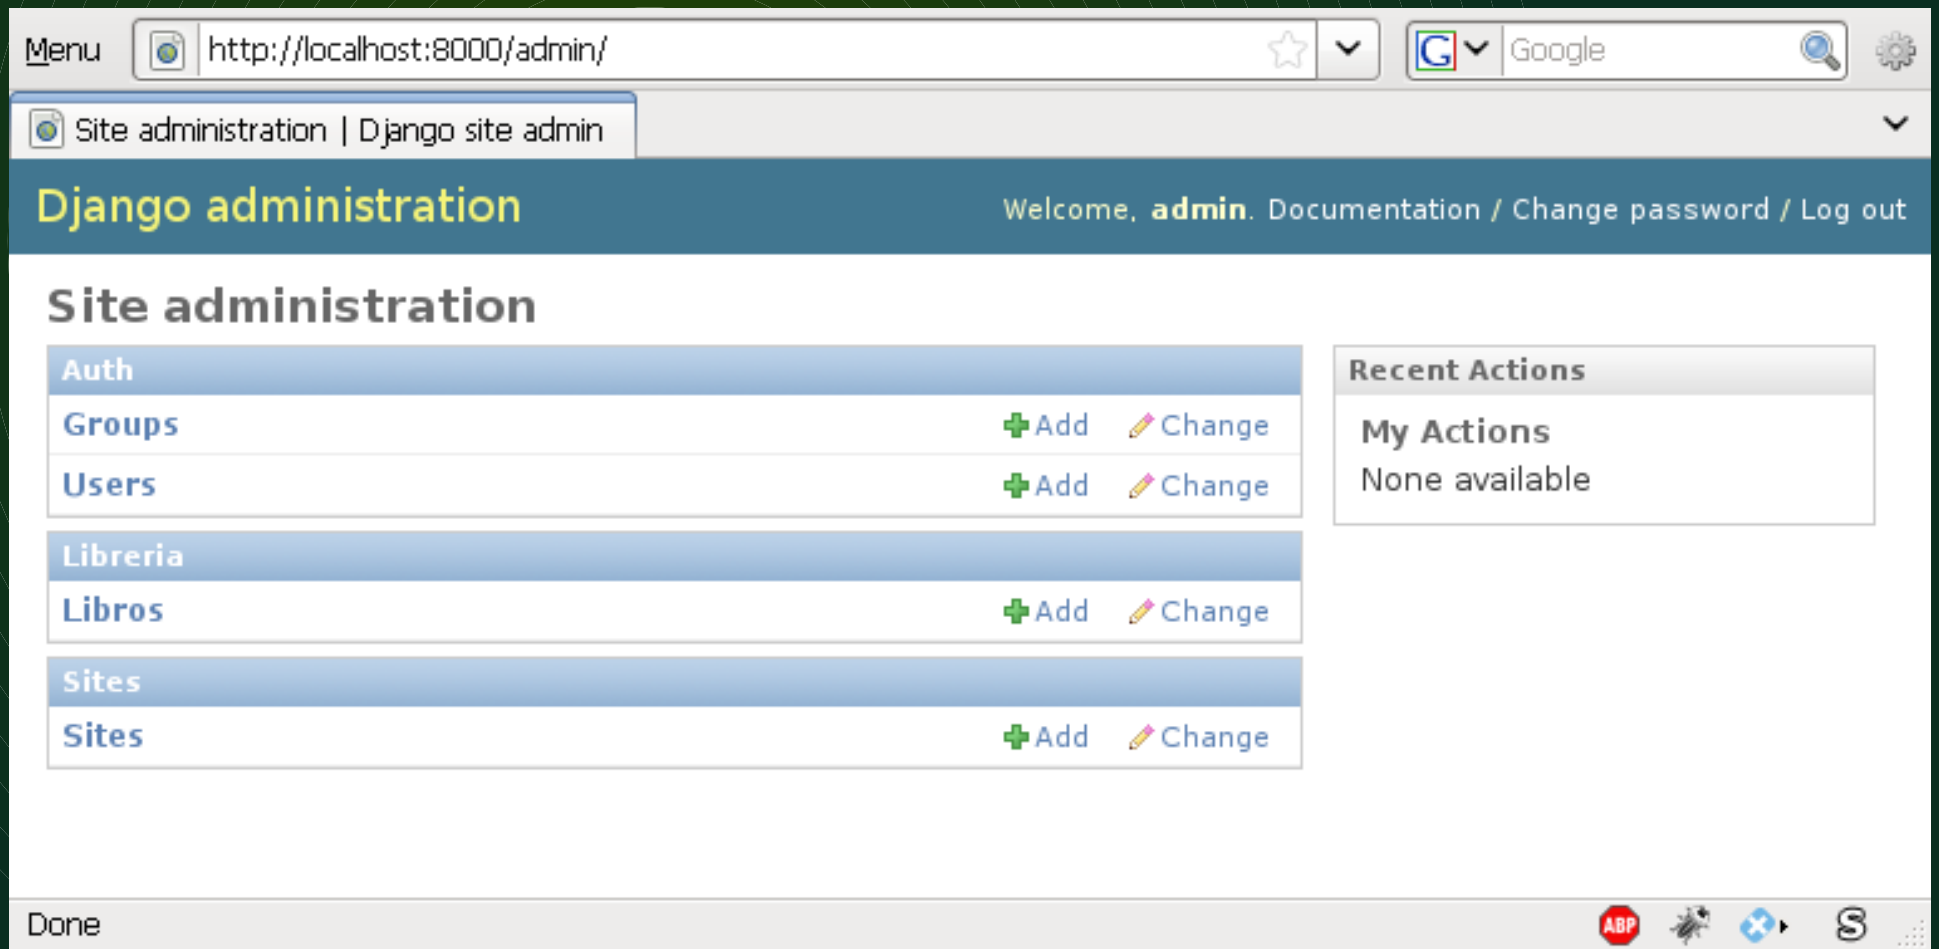 Menu http://localhost:8000/admin/ G Google
Site administration | Django site admin
Django administration Welcome, admin. Documentation / Change password / Log out
Site administration
Auth
Groups Add Change
Users Add Change
Libreria
Libros Add Change
Sites
Sites Add Change
Recent Actions
My Actions
None available
Done ABP S